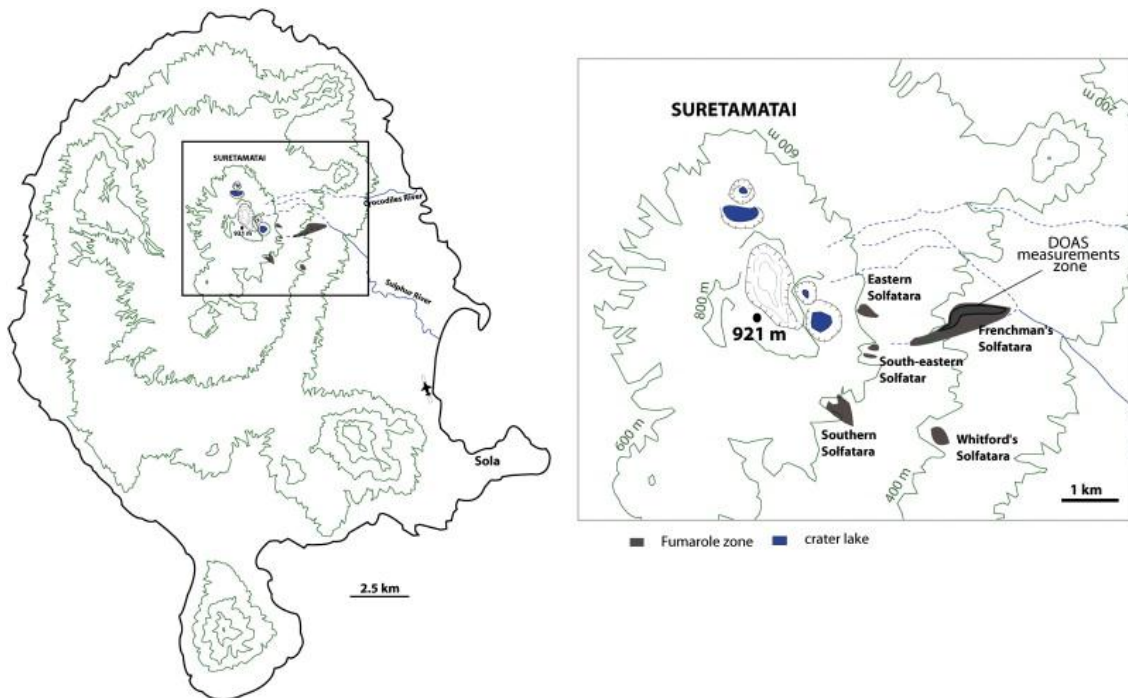 SURETAMATAI
921 m
Crocodiles River
Sulphur River
Sola
2.5 km
SURETAMATAI
600 m
200 m
800 m
921 m
DOAS
measurements
zone
Eastern
Solfatara
Frenchman's
Solfatara
South-eastern
Solfatar
Southern
Solfatara
Whitford's
Solfatara
600 m
400 m
1 km
Fumarole zone
crater lake